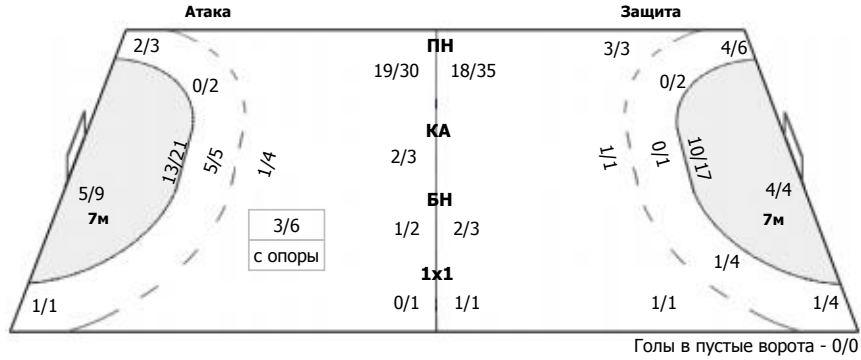 Атака Защита
2/3 ПН 3/3 4/6
19/30 18/35
0/2 0/2
КА
13/21 5/5 1/4 2/3 1/1 0/1 10/17
5/9 4/4
7м БН 7м
3/6 1/2 2/3
с опоры 1/4
1x1
1/1 0/1 1/1 1/1 1/4
Голы в пустые ворота - 0/0